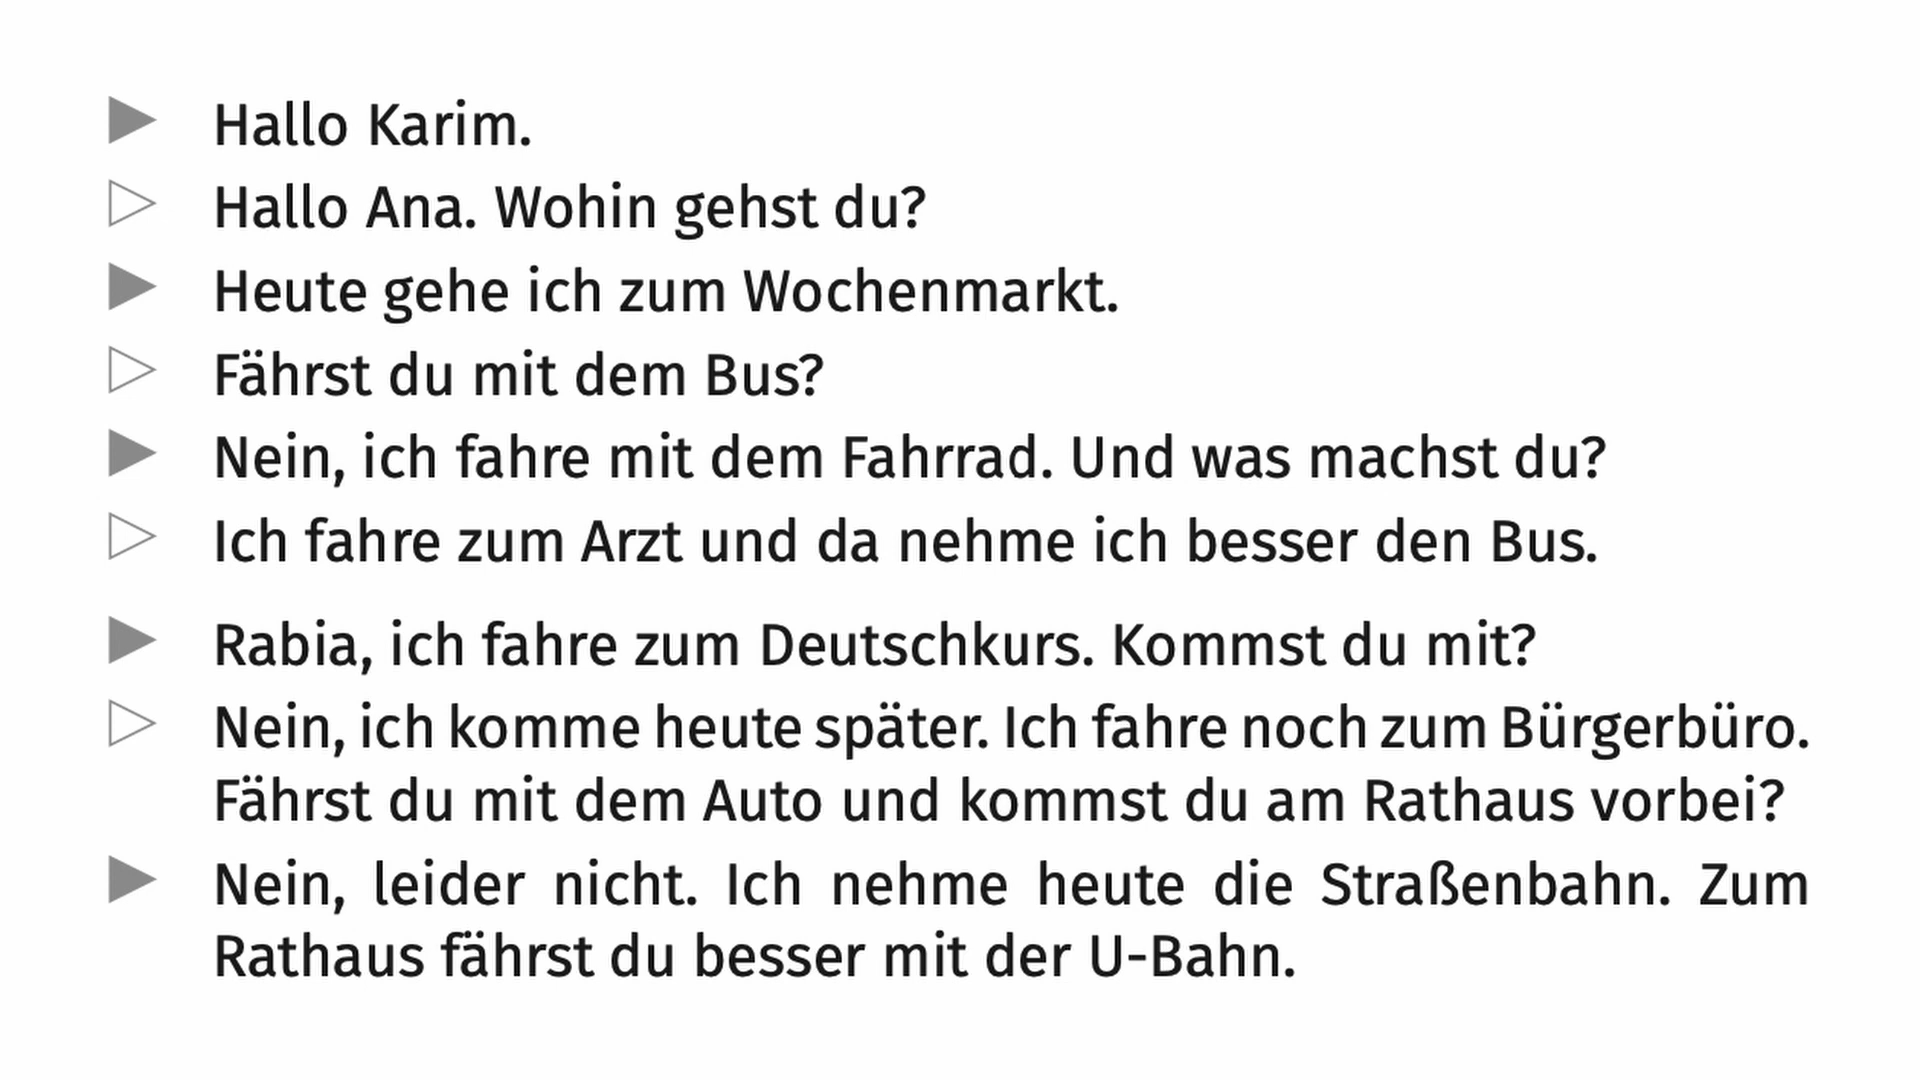 Hallo Karim.
Hallo Ana. Wohin gehst du?
Heute gehe ich zum Wochenmarkt.
Fährst du mit dem Bus?
Nein, ich fahre mit dem Fahrrad. Und was machst du?
Ich fahre zum Arzt und da nehme ich besser den Bus.
Rabia, ich fahre zum Deutschkurs. Kommst du mit?
Nein, ich komme heute später. Ich fahre noch zum Bürgerbüro.
Fährst du mit dem Auto und kommst du am Rathaus vorbei?
Nein, leider nicht. Ich nehme heute die Straßenbahn. Zum
Rathaus fährst du besser mit der U-Bahn.